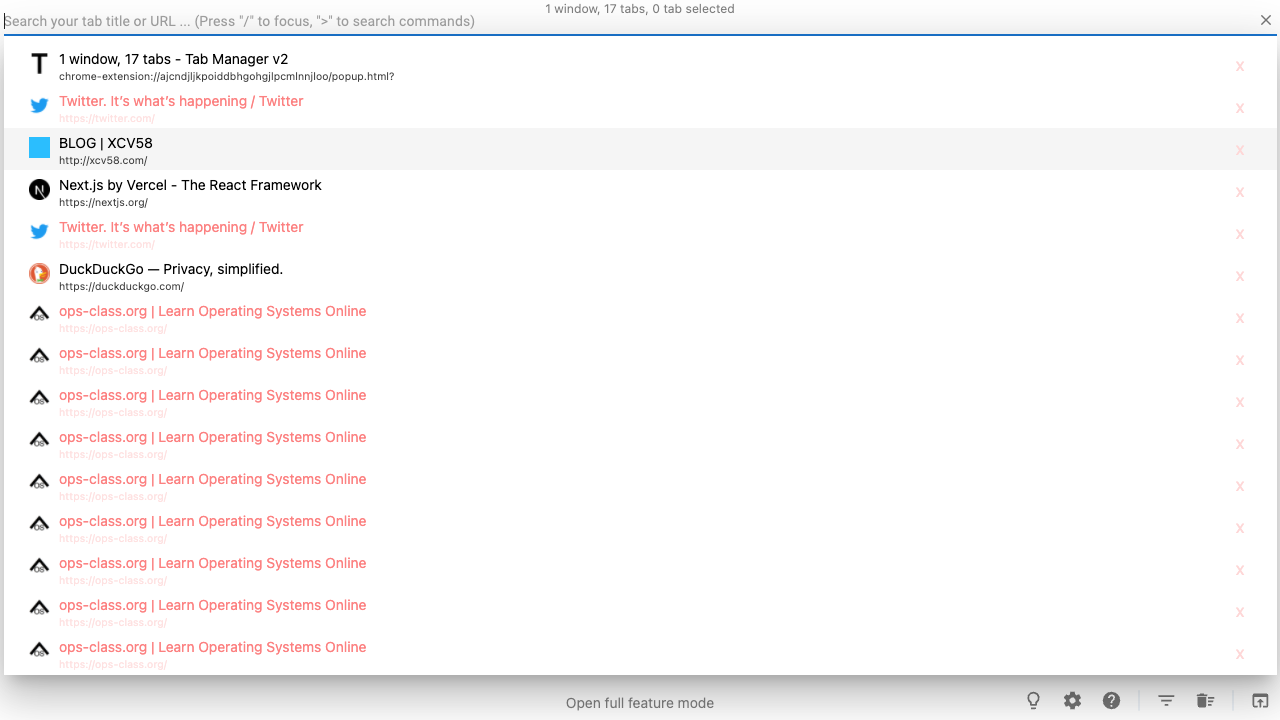 1 window, 17 tabs, 0 tab selected
Search your tab title or URL ... (Press "/" to focus, ">" to search commands)
T
1 window, 17 tabs - Tab Manager v2
chrome-extension://ajcndjljkpoiddbhgohgjlpcmlnnjloo/popup.html?
x
Twitter. It's what's happening / Twitter
https://twitter.com/
x
BLOG | XCV58
http://xcv58.com/
x
N
Next.js by Vercel - The React Framework
https://nextjs.org/
x
Twitter. It's what's happening / Twitter
https://twitter.com/
x
DuckDuckGo — Privacy, simplified.
https://duckduckgo.com/
x
ops-class.org | Learn Operating Systems Online
https://ops-class.org/
x
ops-class.org | Learn Operating Systems Online
https://ops-class.org/
x
ops-class.org | Learn Operating Systems Online
https://ops-class.org/
x
ops-class.org | Learn Operating Systems Online
https://ops-class.org/
x
ops-class.org | Learn Operating Systems Online
https://ops-class.org/
x
ops-class.org | Learn Operating Systems Online
https://ops-class.org/
x
ops-class.org | Learn Operating Systems Online
https://ops-class.org/
x
ops-class.org | Learn Operating Systems Online
https://ops-class.org/
x
ops-class.org | Learn Operating Systems Online
https://ops-class.org/
x
Open full feature mode